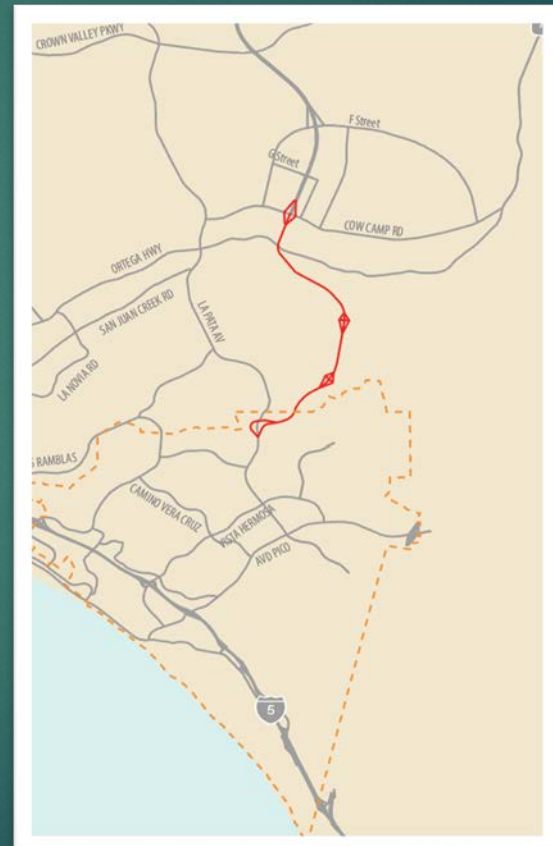 CROWN VALLEY PKWY
F Street
G Street
COW CAMP RD
ORTEGA HWY
SAN JUAN CREEK RD
LA PATA AV
LA NOVIA RD
S RAMBLAS
CAMINO VERA CRUZ
VISTA HERMOSA
AVD PICO
5